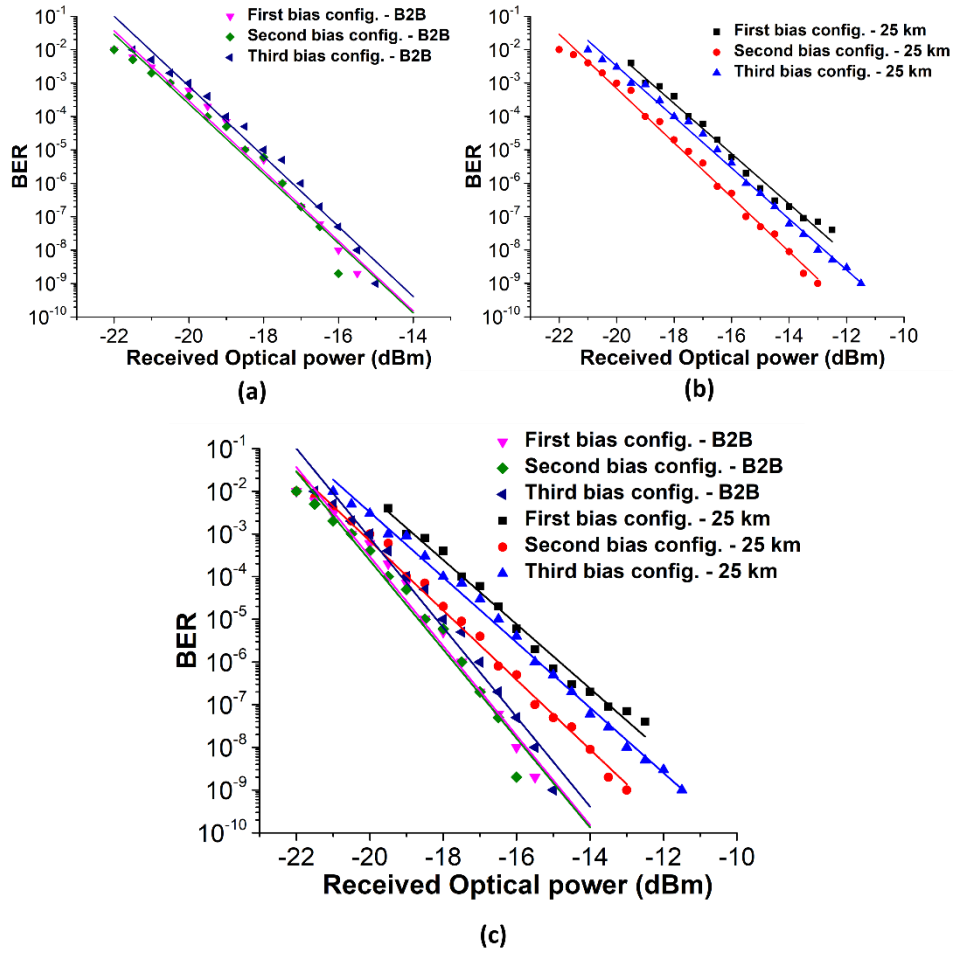 First bias config. - B2B
Second bias config. - B2B
Third bias config. - B2B
10⁻¹
10⁻²
10⁻³
10⁻⁴
10⁻⁵
10⁻⁶
10⁻⁷
10⁻⁸
10⁻⁹
10⁻¹⁰
BER
-22 -20 -18 -16 -14
Received Optical power (dBm)
(a)
First bias config. - 25 km
Second bias config. - 25 km
Third bias config. - 25 km
10⁻¹
10⁻²
10⁻³
10⁻⁴
10⁻⁵
10⁻⁶
10⁻⁷
10⁻⁸
10⁻⁹
10⁻¹⁰
BER
-22 -20 -18 -16 -14 -12 -10
Received Optical power (dBm)
(b)
First bias config. - B2B
Second bias config. - B2B
Third bias config. - B2B
First bias config. - 25 km
Second bias config. - 25 km
Third bias config. - 25 km
10⁻¹
10⁻²
10⁻³
10⁻⁴
10⁻⁵
10⁻⁶
10⁻⁷
10⁻⁸
10⁻⁹
10⁻¹⁰
BER
-22 -20 -18 -16 -14 -12 -10
Received Optical power (dBm)
(c)